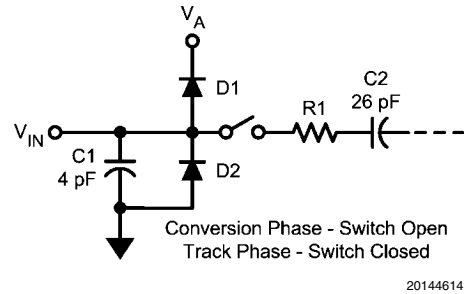 VA
D1
C2
26 pF
R1
VIN
C1
4 pF
D2
Conversion Phase - Switch Open
Track Phase - Switch Closed
20144614